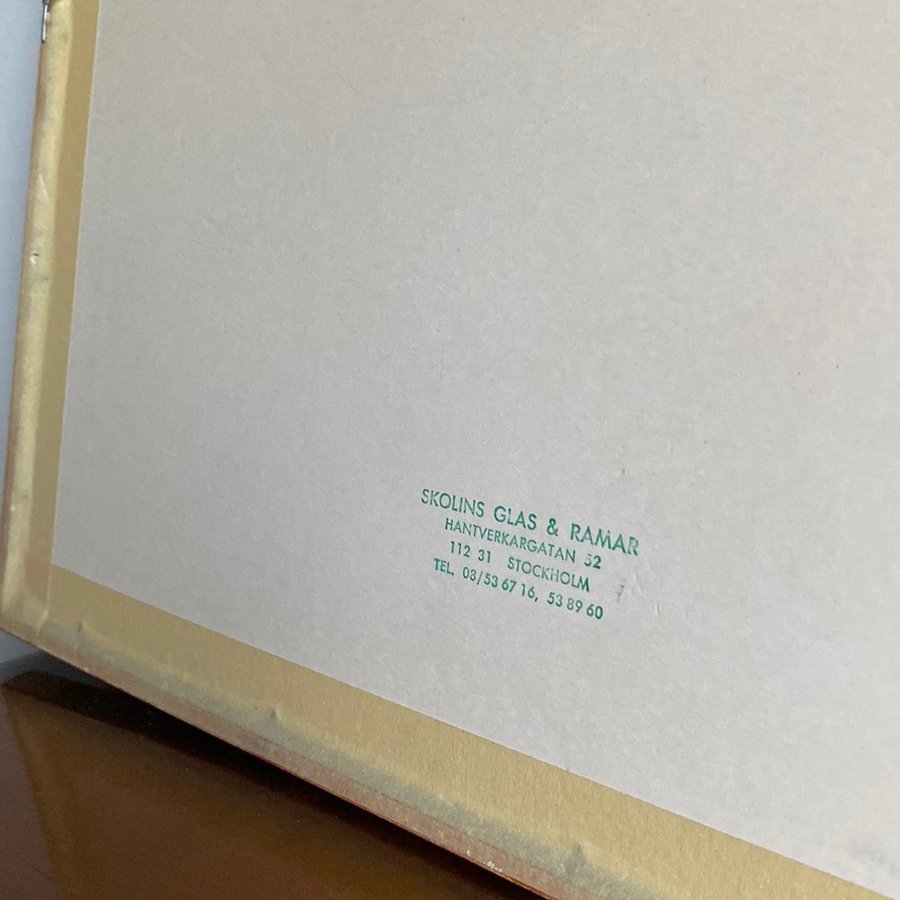 SKOLINS GLAS & RAMAR
HANTVERKARGATAN 52
112 31 STOCKHOLM
TEL. 08/53 67 16, 53 89 60